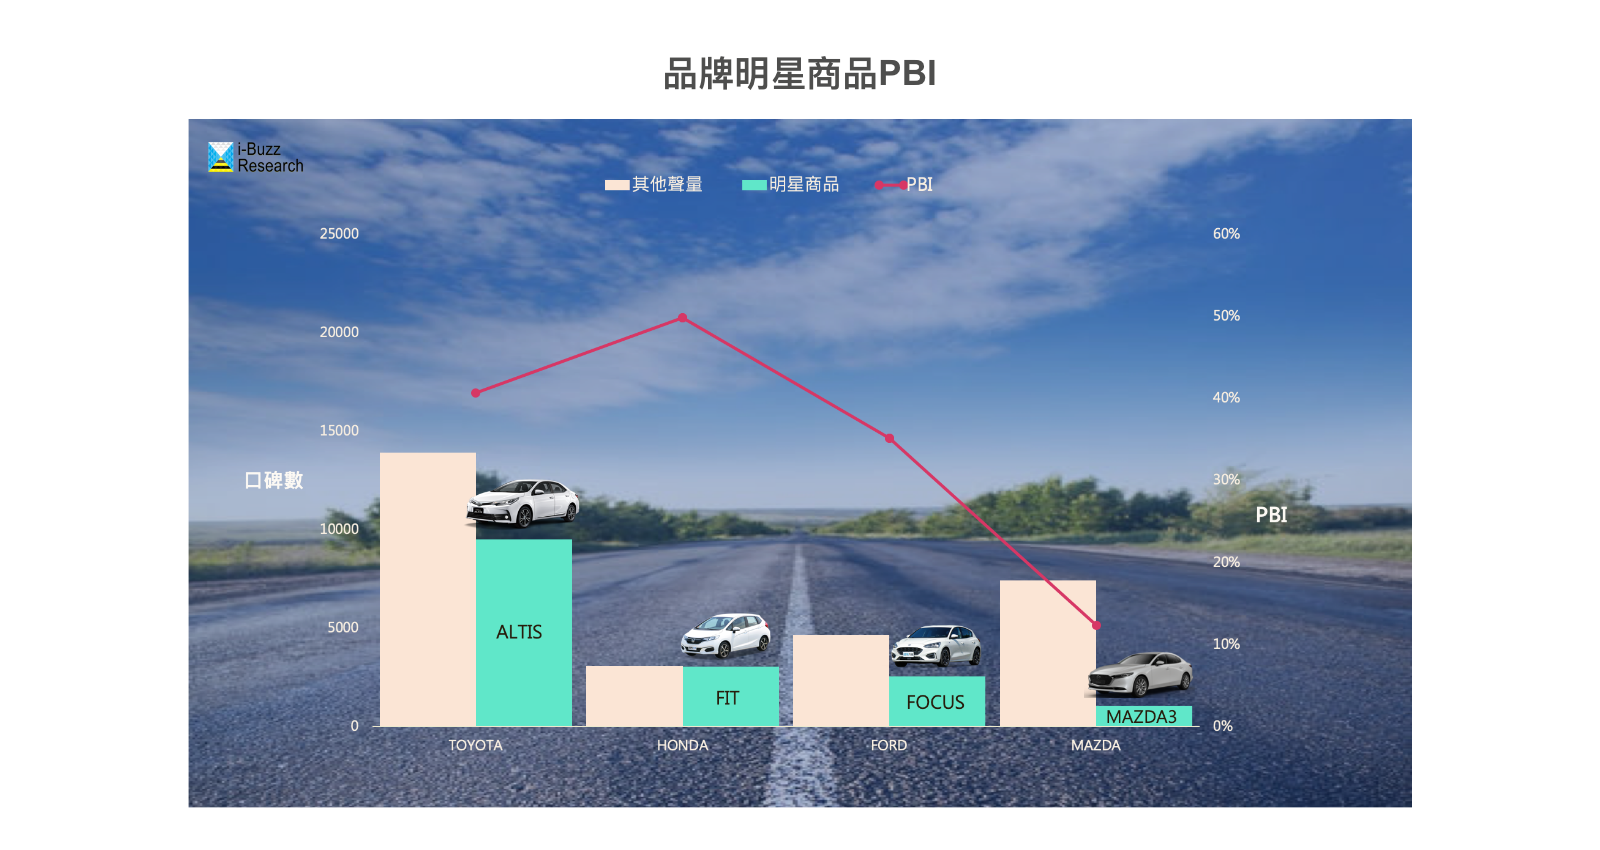 品牌明星商品PBI
i-Buzz
Research
其他聲量 明星商品 PBI
25000 60%
20000 50%
15000 40%
口碑數 30%
10000 PBI
20%
5000 ALTIS
10%
FIT FOCUS MAZDA3
0 0%
TOYOTA HONDA FORD MAZDA